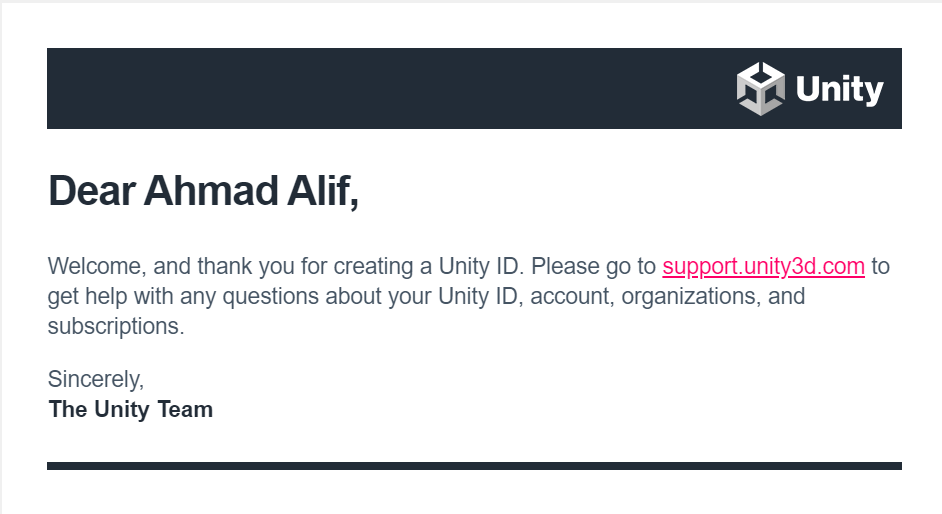 Unity
Dear Ahmad Alif,
Welcome, and thank you for creating a Unity ID. Please go to support.unity3d.com to
get help with any questions about your Unity ID, account, organizations, and
subscriptions.
Sincerely,
The Unity Team